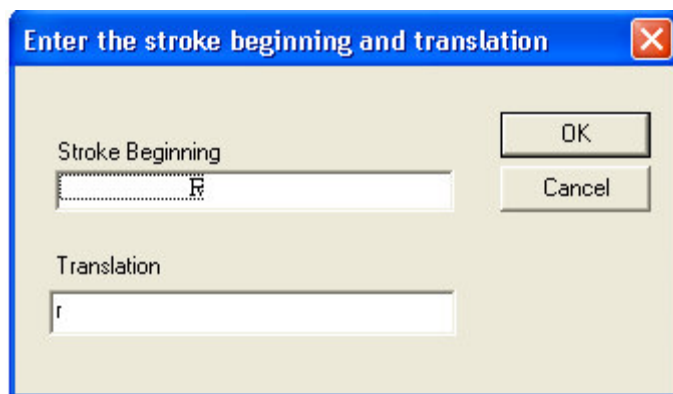 Enter the stroke beginning and translation
OK
Stroke Beginning
R
Cancel
Translation
r